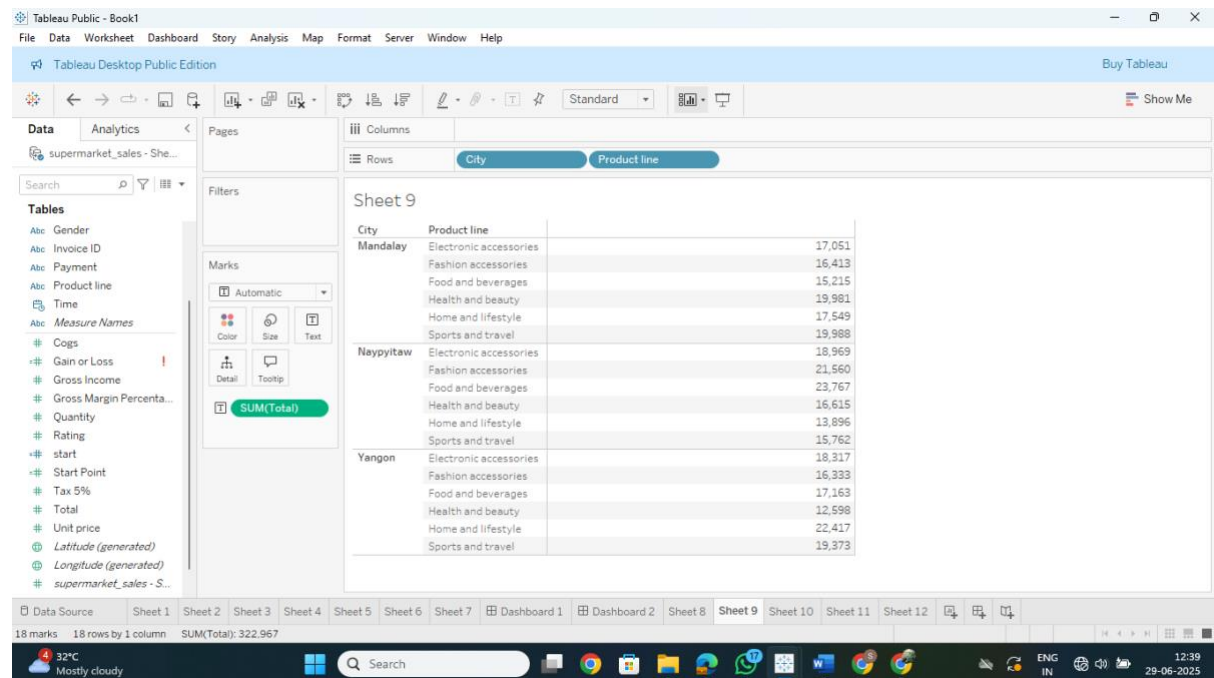 Tableau Public - Book1
File Data Worksheet Dashboard Story Analysis Map Format Server Window Help
Tableau Desktop Public Edition Buy Tableau
Standard Show Me
Data Analytics
supermarket_sales - She...
Search
Tables
Abc Gender
Abc Invoice ID
Abc Payment
Abc Product line
Time
Abc Measure Names
# Cogs
=# Gain or Loss !
# Gross Income
# Gross Margin Percenta...
# Quantity
# Rating
=# start
=# Start Point
# Tax 5%
# Total
# Unit price
Latitude (generated)
Longitude (generated)
# supermarket_sales - S...
Pages
Filters
Marks
T Automatic
Color Size T Text
Detail Tooltip
T SUM(Total)
iii Columns
Rows City Product line
Sheet 9
City Product line
Mandalay Electronic accessories 17,051
Fashion accessories 16,413
Food and beverages 15,215
Health and beauty 19,981
Home and lifestyle 17,549
Sports and travel 19,988
Naypyitaw Electronic accessories 18,969
Fashion accessories 21,560
Food and beverages 23,767
Health and beauty 16,615
Home and lifestyle 13,896
Sports and travel 15,762
Yangon Electronic accessories 18,317
Fashion accessories 16,333
Food and beverages 17,163
Health and beauty 12,598
Home and lifestyle 22,417
Sports and travel 19,373
Data Source Sheet 1 Sheet 2 Sheet 3 Sheet 4 Sheet 5 Sheet 6 Sheet 7 Dashboard 1 Dashboard 2 Sheet 8 Sheet 9 Sheet 10 Sheet 11 Sheet 12
18 marks 18 rows by 1 column SUM(Total): 322,967
4 32°C
Mostly cloudy
Search
ENG
IN
12:39
29-06-2025